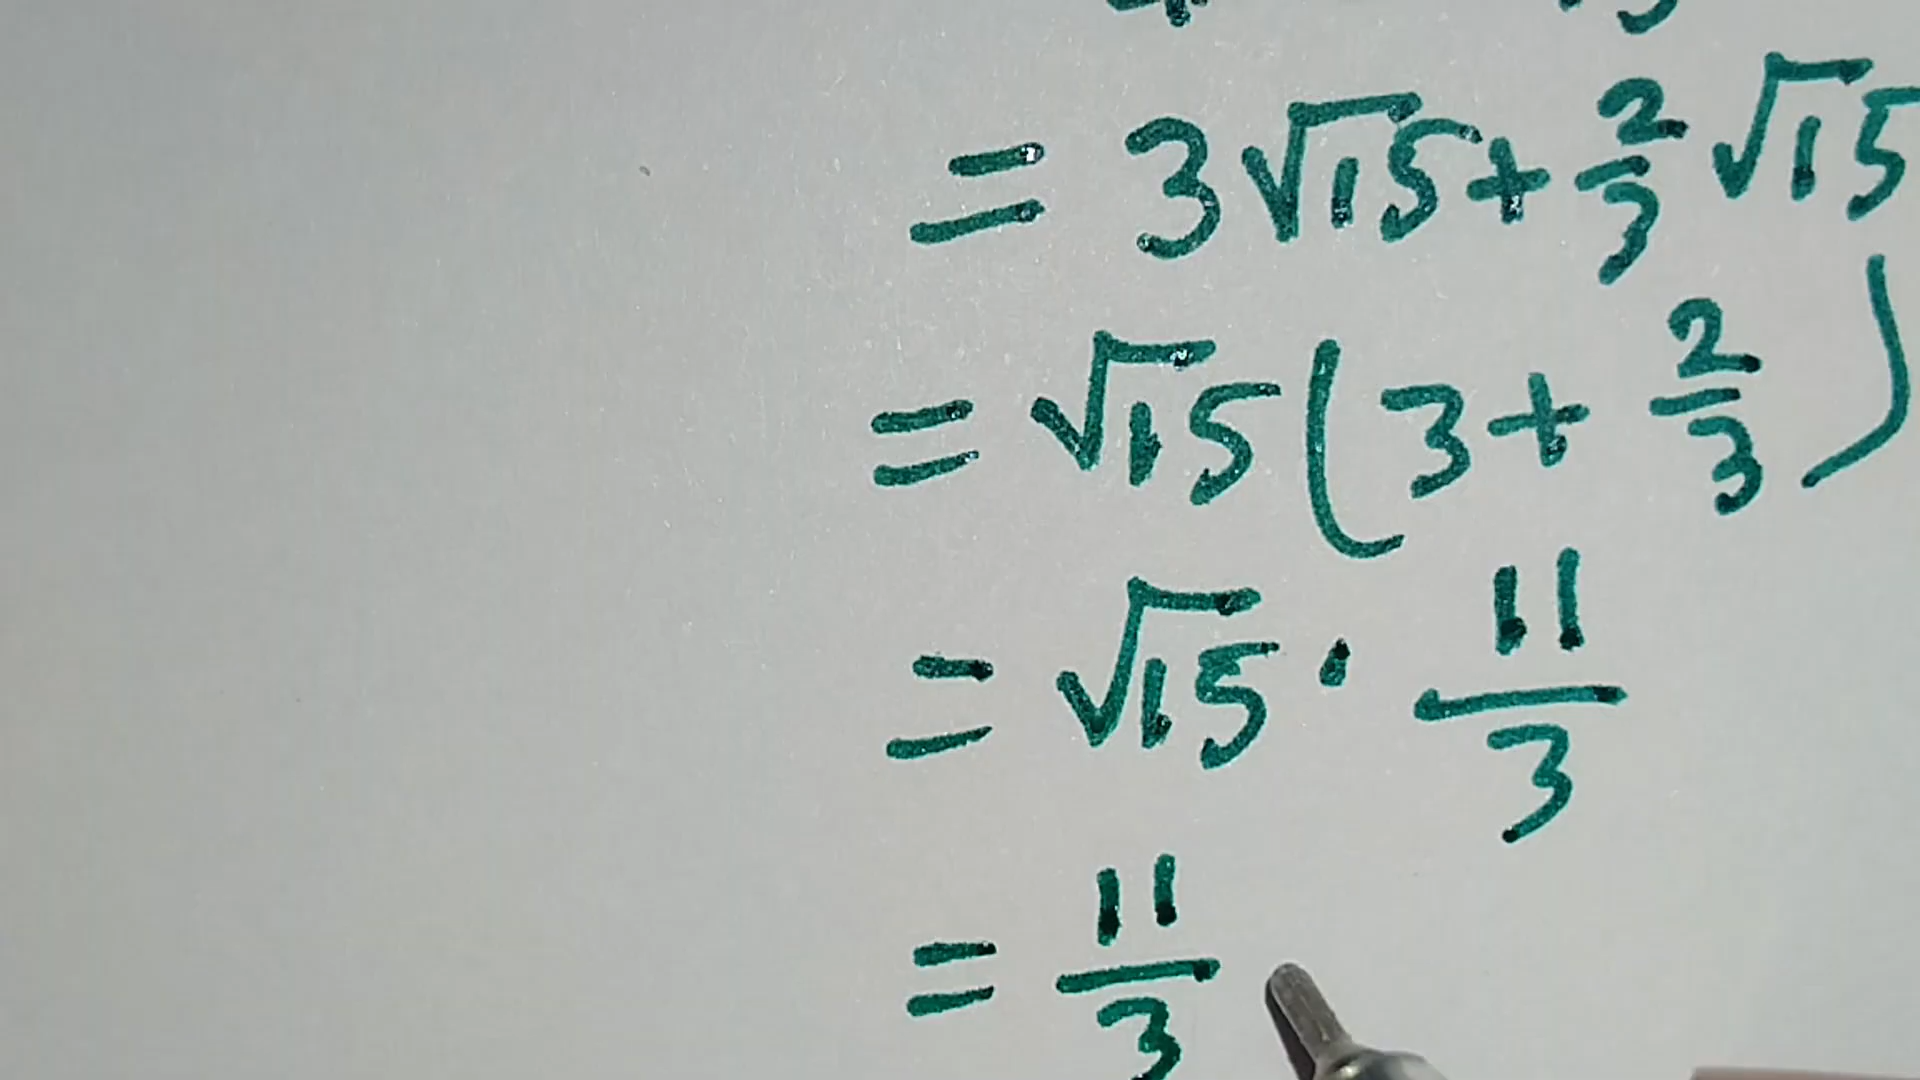 = 3√15 + 2/3 √15
= √15 (3 + 2/3)
= √15 · 11/3
= 11/3